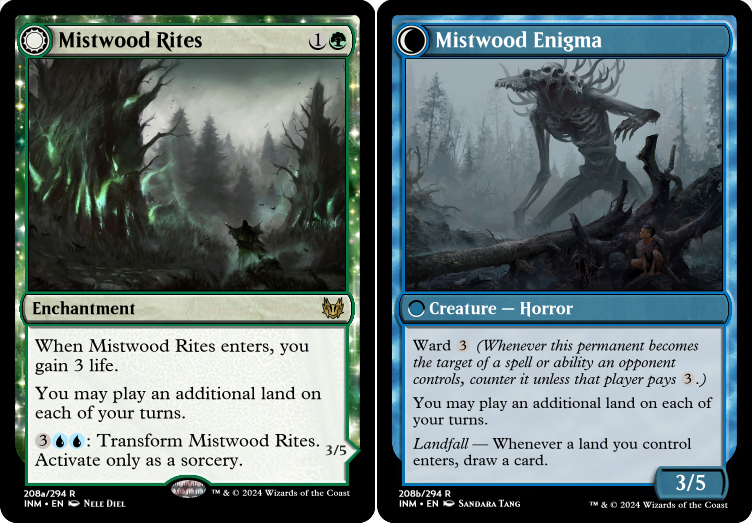 Mistwood Rites 1
Enchantment
When Mistwood Rites enters, you
gain 3 life.
You may play an additional land on
each of your turns.
3: Transform Mistwood Rites.
Activate only as a sorcery.
3/5
208a/294 R
INM • EN NELE DIEL
™ & © 2024 Wizards of the Coast
Mistwood Enigma
Creature — Horror
Ward 3 (Whenever this permanent becomes
the target of a spell or ability an opponent
controls, counter it unless that player pays 3.)
You may play an additional land on each of
your turns.
Landfall — Whenever a land you control
enters, draw a card.
3/5
208b/294 R
INM • EN SANDARA TANG
™ & © 2024 Wizards of the Coast